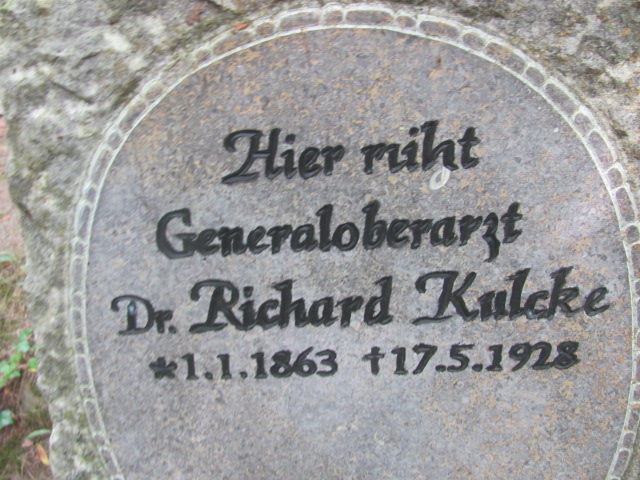 Hier ruht
Generaloberarzt
Dr. Richard Kulcke
* 1.1.1863 † 17.5.1928